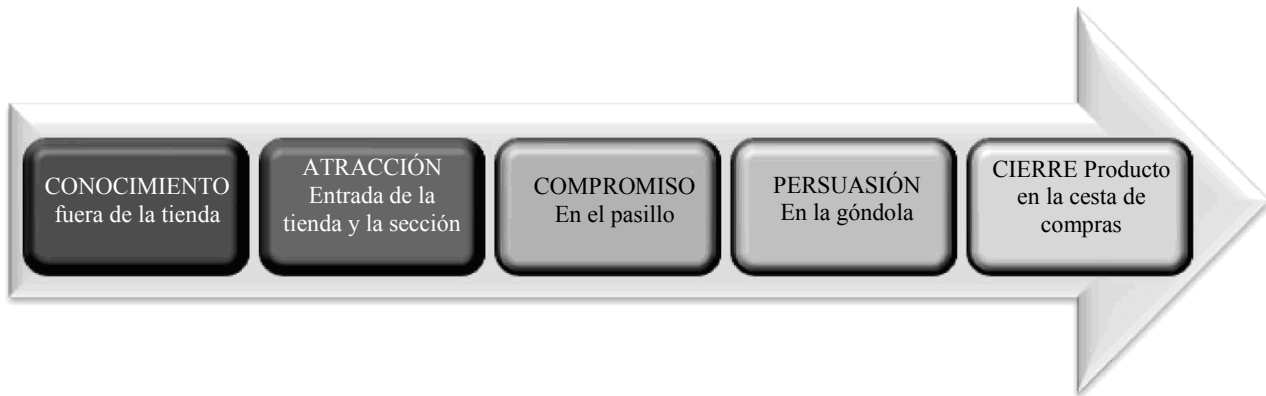 CONOCIMIENTO
fuera de la tienda
ATRACCIÓN
Entrada de la
tienda y la sección
COMPROMISO
En el pasillo
PERSUASIÓN
En la góndola
CIERRE Producto
en la cesta de
compras